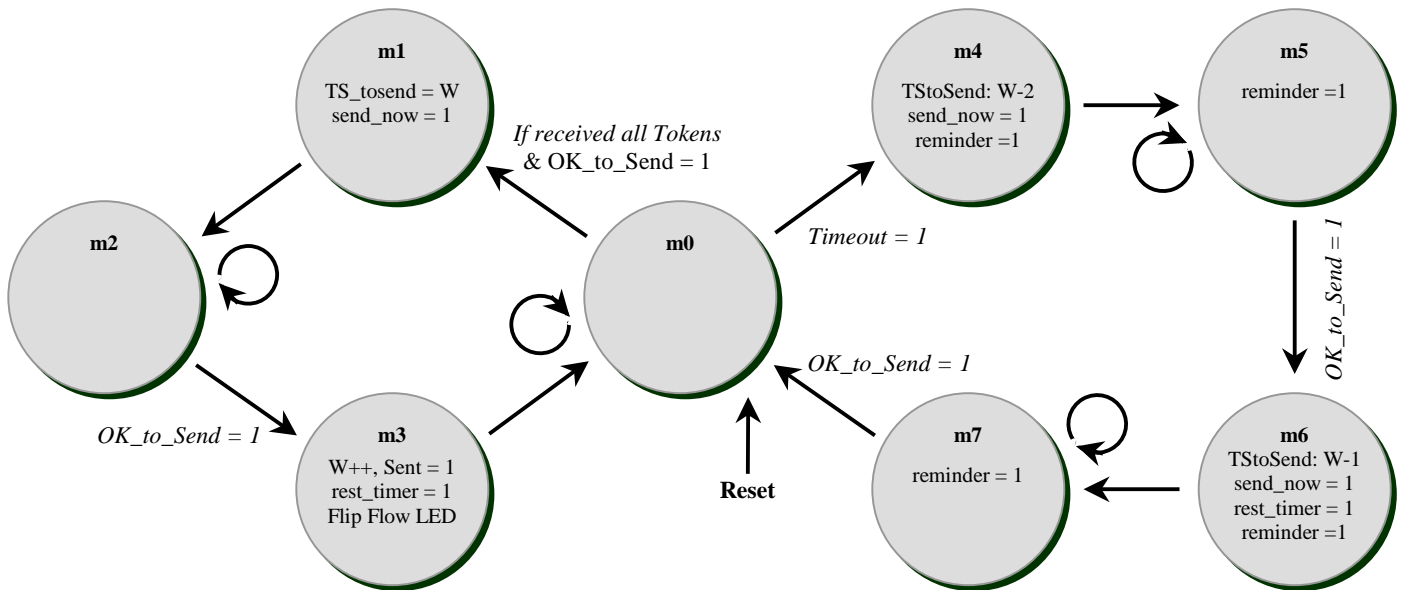 m1
TS_tosend = W
send_now = 1
If received all Tokens
& OK_to_Send = 1
m4
TStoSend: W-2
send_now = 1
reminder =1
m5
reminder =1
m2
m0
Timeout = 1
OK_to_Send = 1
OK_to_Send = 1
m3
W++, Sent = 1
rest_timer = 1
Flip Flow LED
OK_to_Send = 1
Reset
m7
reminder = 1
m6
TStoSend: W-1
send_now = 1
rest_timer = 1
reminder =1